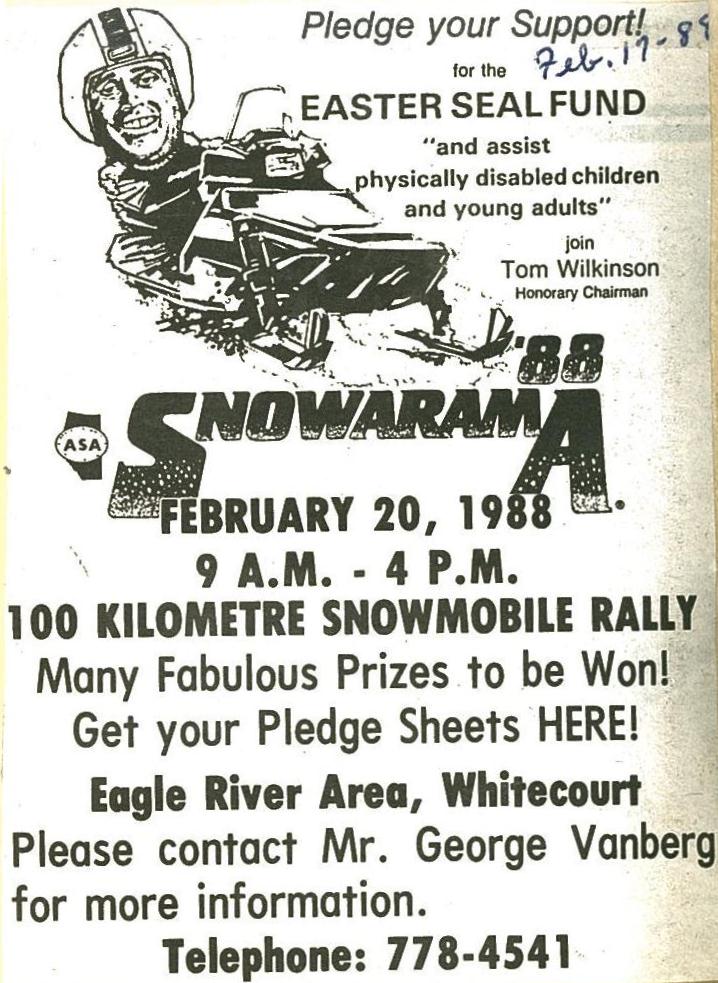 Pledge your Support!
Feb. 17-88
for the
EASTER SEAL FUND
"and assist
physically disabled children
and young adults"
join
Tom Wilkinson
Honorary Chairman
'88
SNOWARAMA
ASA
FEBRUARY 20, 1988
9 A.M. - 4 P.M.
100 KILOMETRE SNOWMOBILE RALLY
Many Fabulous Prizes to be Won!
Get your Pledge Sheets HERE!
Eagle River Area, Whitecourt
Please contact Mr. George Vanberg
for more information.
Telephone: 778-4541